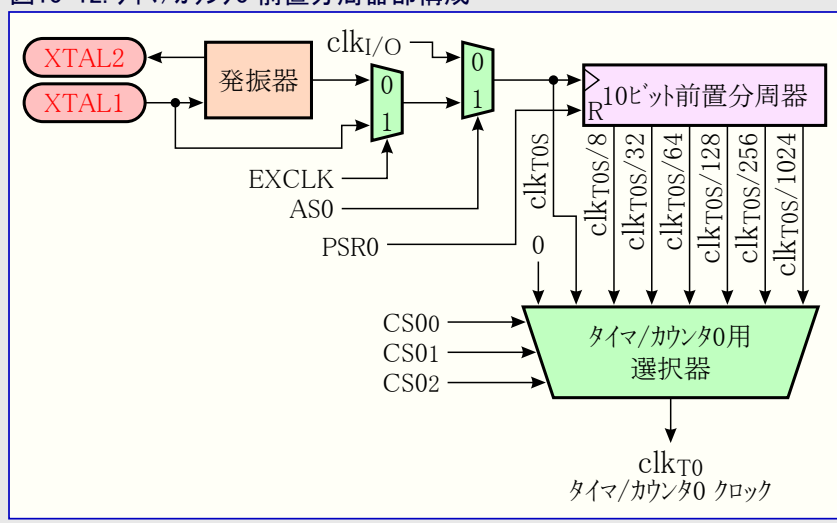 XTAL2
XTAL1
発振器
clkI/O
0
1
0
1
EXCLK
AS0
PSR0
R
10ﾋﾞｯﾄ前置分周器
clkT0S
clkT0S/8
clkT0S/32
clkT0S/64
clkT0S/128
clkT0S/256
clkT0S/1024
0
CS00
CS01
CS02
ﾀｲﾏ/ｶｳﾝﾀ0用
選択器
clkT0
ﾀｲﾏ/ｶｳﾝﾀ0 ｸﾛｯｸ